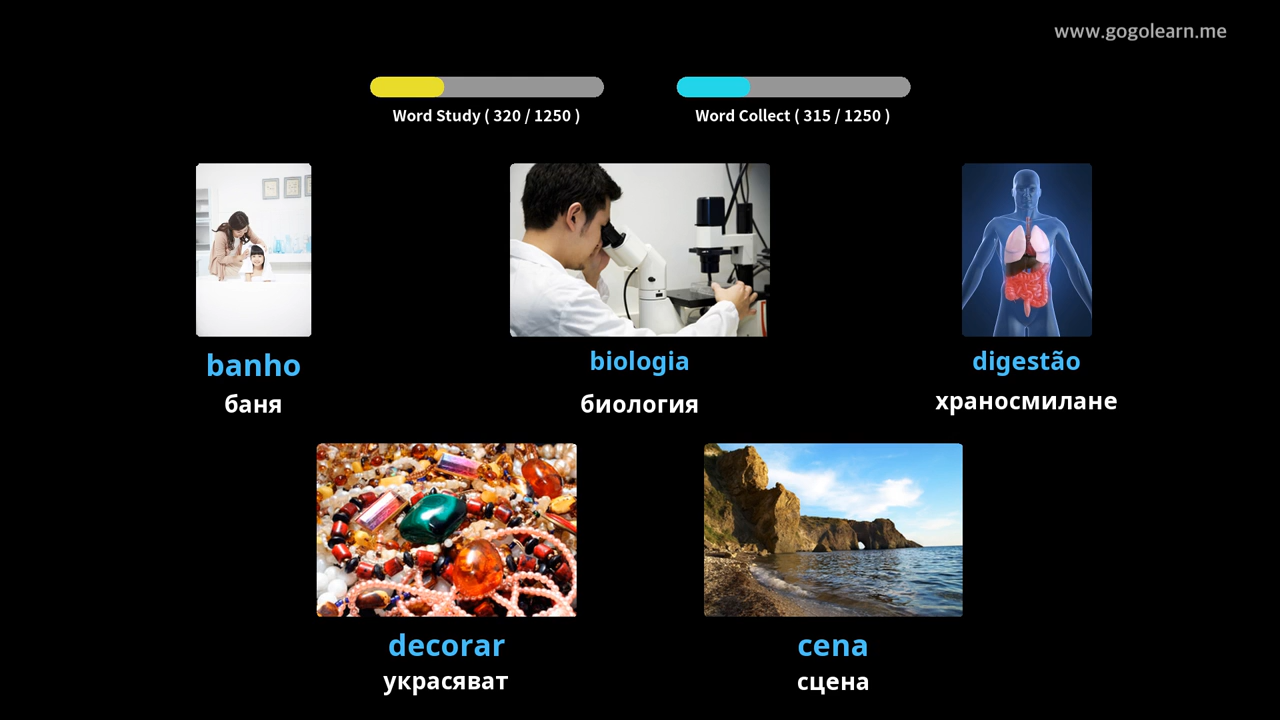 www.gogolearn.me
Word Study ( 320 / 1250 )
Word Collect ( 315 / 1250 )
banho
баня
biologia
биология
digestão
храносмилане
decorar
украсяват
cena
сцена